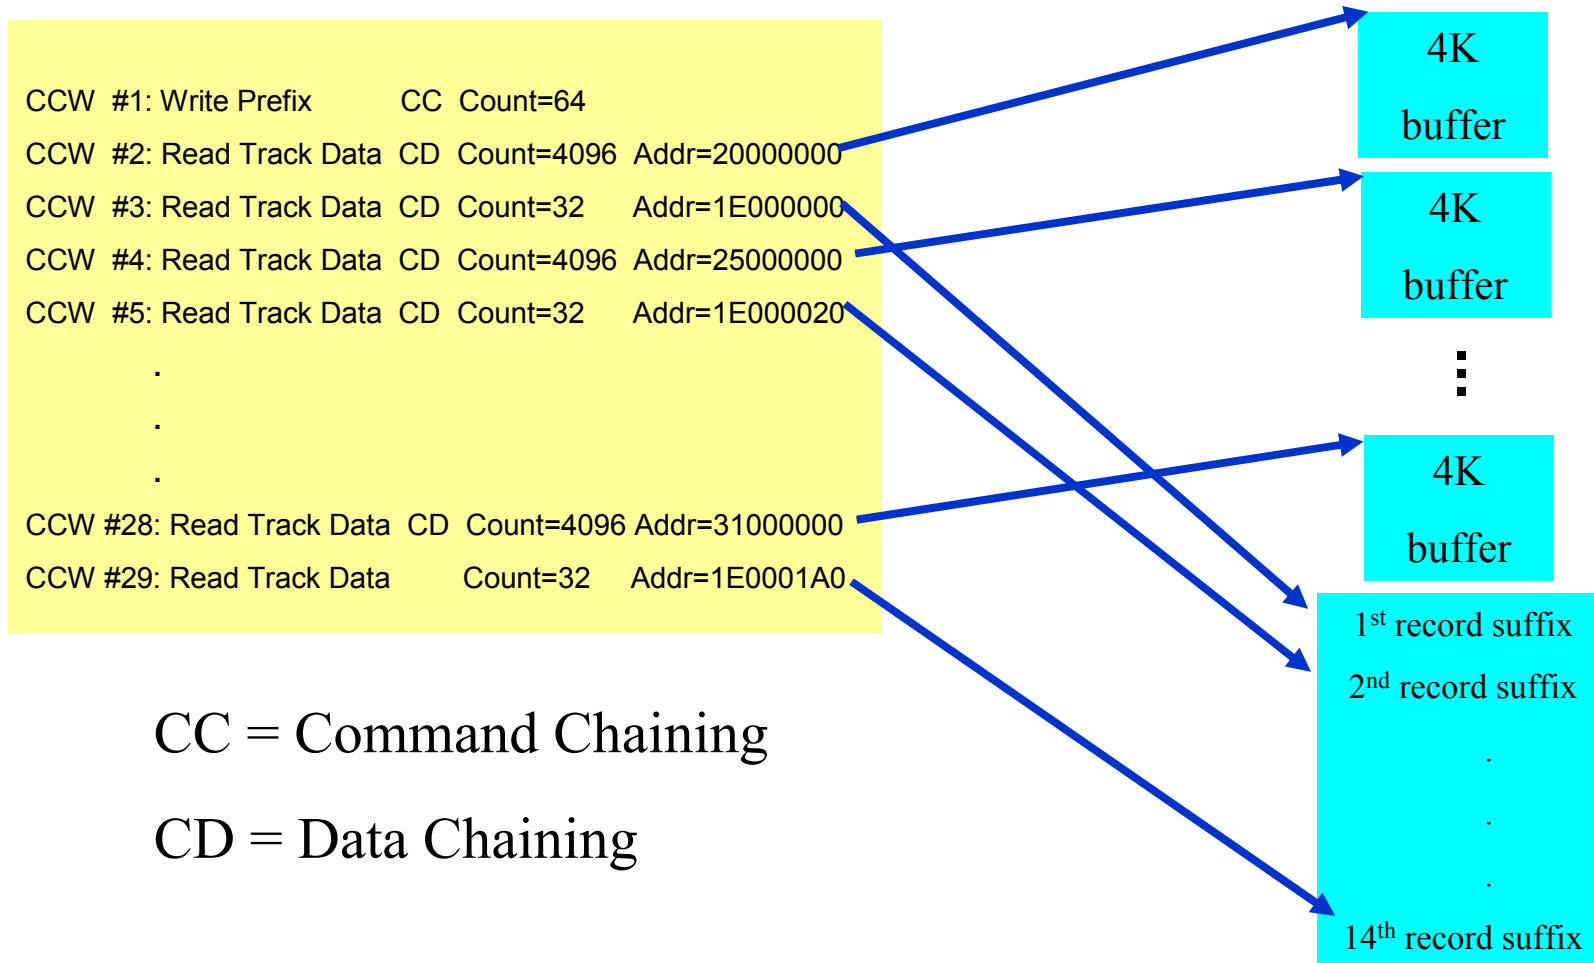 CCW #1: Write Prefix CC Count=64
CCW #2: Read Track Data CD Count=4096 Addr=20000000
CCW #3: Read Track Data CD Count=32 Addr=1E000000
CCW #4: Read Track Data CD Count=4096 Addr=25000000
CCW #5: Read Track Data CD Count=32 Addr=1E000020
.
.
.
CCW #28: Read Track Data CD Count=4096 Addr=31000000
CCW #29: Read Track Data Count=32 Addr=1E0001A0
CC = Command Chaining
CD = Data Chaining
4K
buffer
4K
buffer
⋮
4K
buffer
1st record suffix
2nd record suffix
.
.
.
14th record suffix